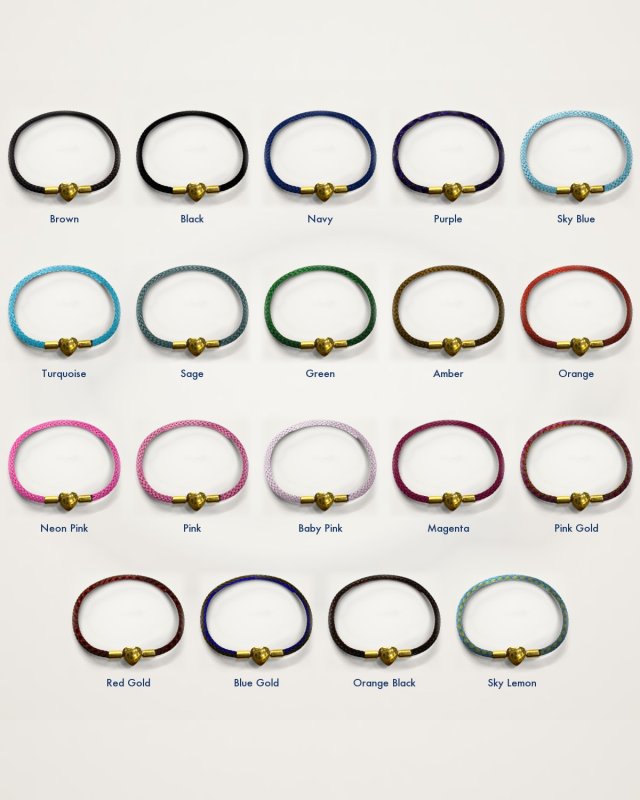 Brown
Black
Navy
Purple
Sky Blue
Turquoise
Sage
Green
Amber
Orange
Neon Pink
Pink
Baby Pink
Magenta
Pink Gold
Red Gold
Blue Gold
Orange Black
Sky Lemon